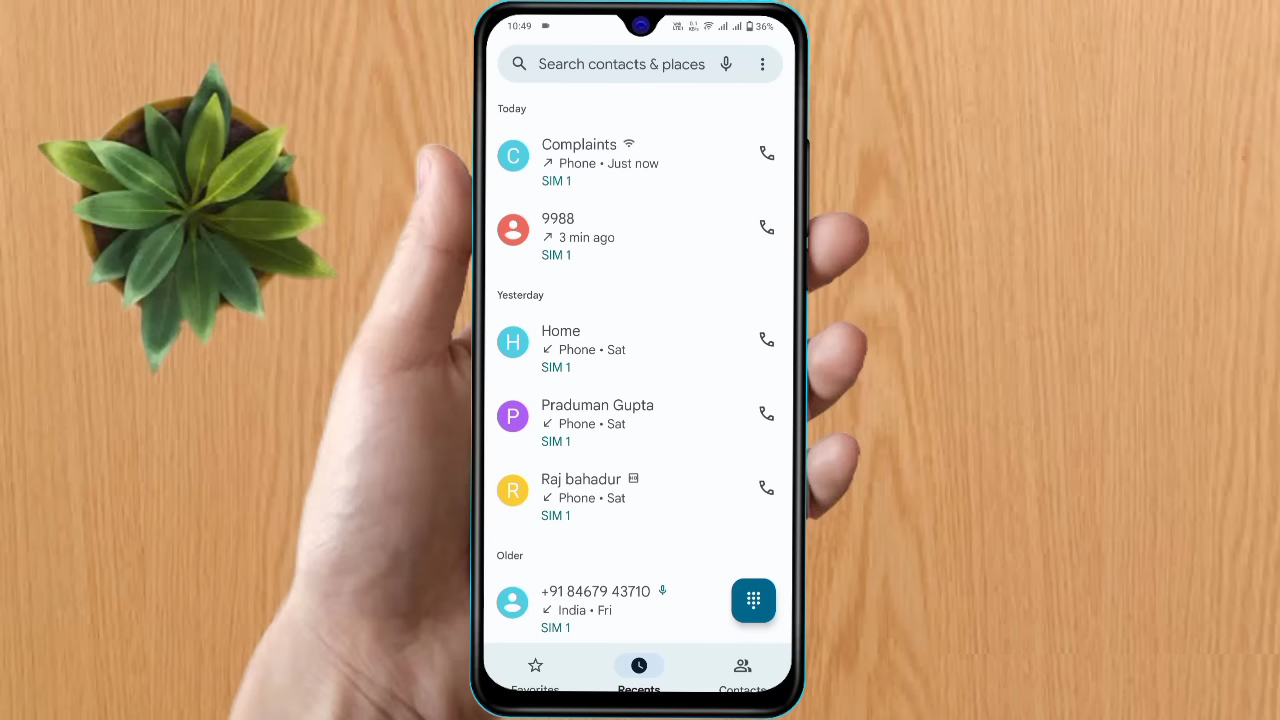 10:49
36%
Search contacts & places
Today
C
Complaints
Phone • Just now
SIM 1
9988
3 min ago
SIM 1
Yesterday
H
Home
Phone • Sat
SIM 1
P
Praduman Gupta
Phone • Sat
SIM 1
R
Raj bahadur
Phone • Sat
SIM 1
Older
+91 84679 43710
India • Fri
SIM 1
Favorites
Recents
Contacts